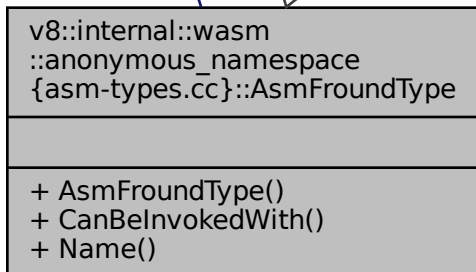 v8::internal::wasm
::anonymous_namespace
{asm-types.cc}::AsmFroundType
+ AsmFroundType()
+ CanBeInvokedWith()
+ Name()